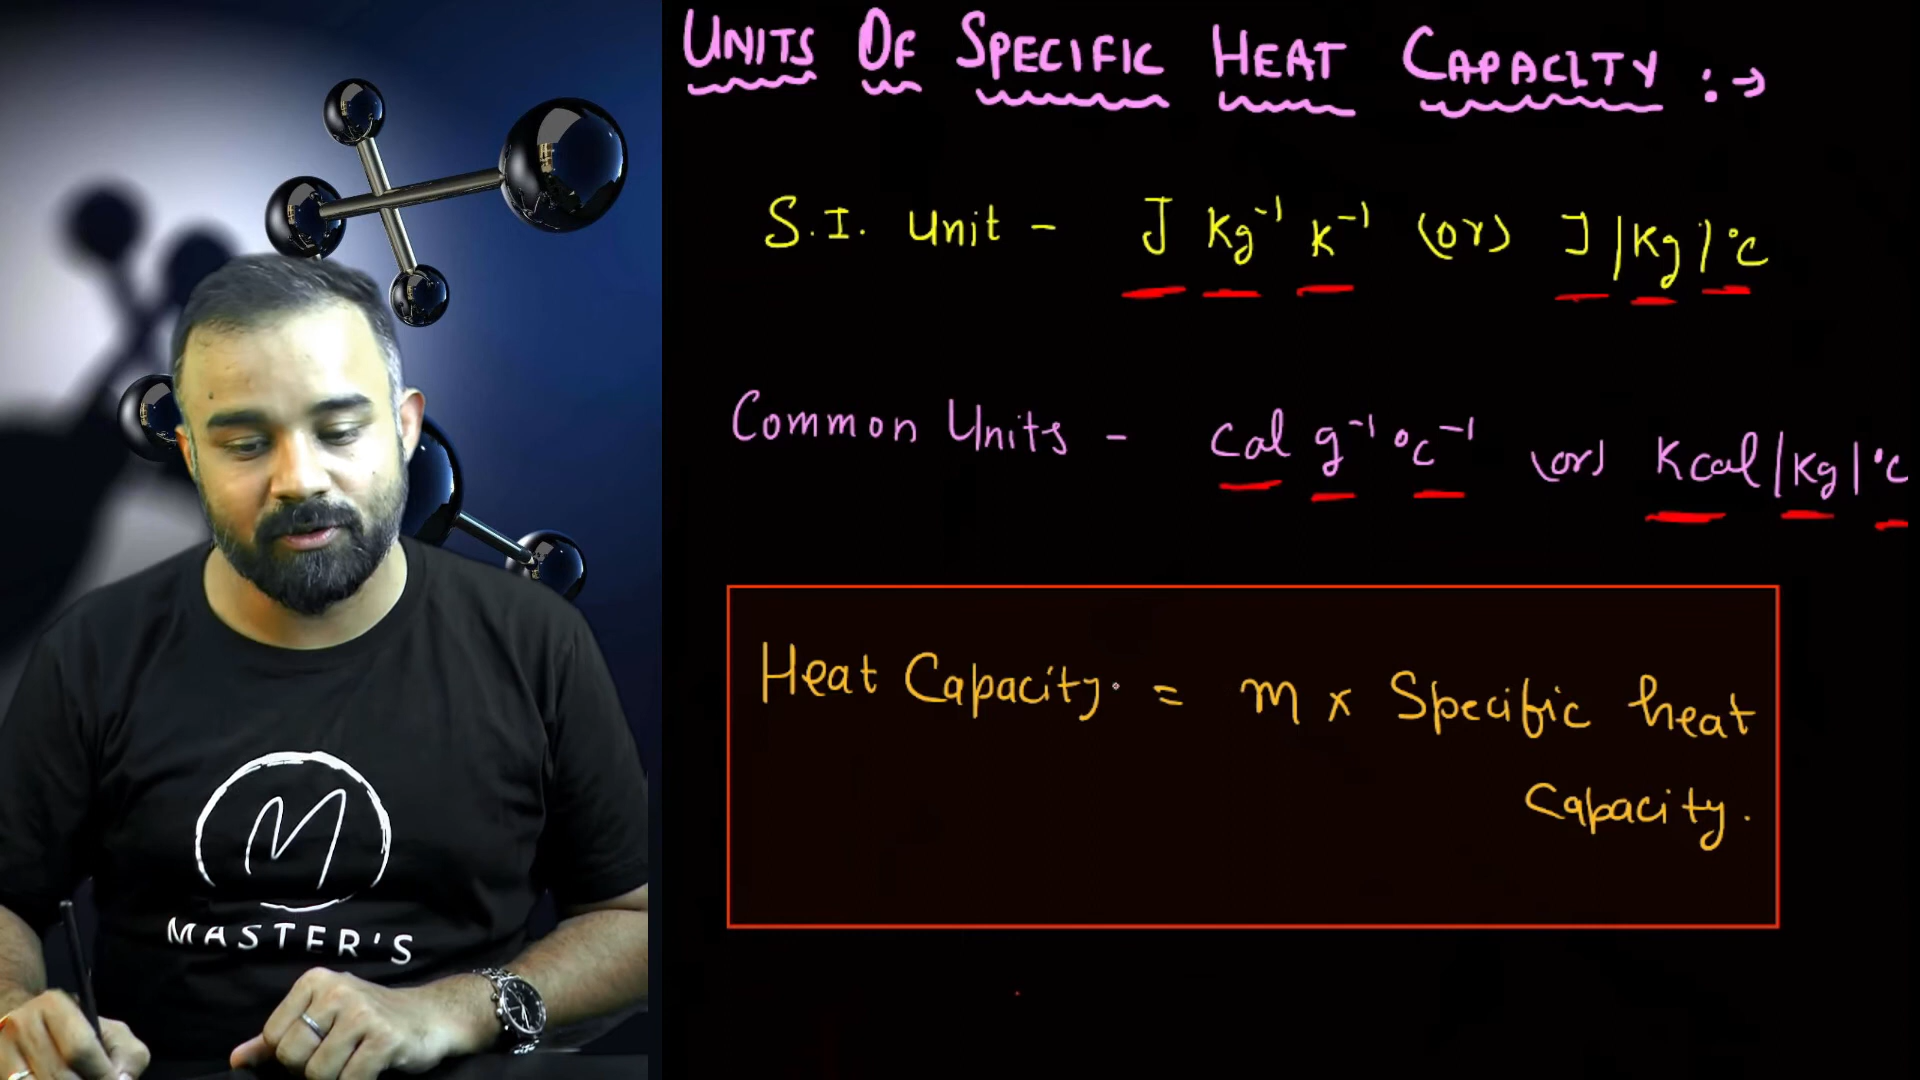 UNITS OF SPECIFIC HEAT CAPACITY :→
S.I. Unit - J Kg⁻¹ K⁻¹ (or) J/Kg/°C
Common Units - Cal g⁻¹ °C⁻¹ (or) Kcal/Kg/°C
Heat Capacity = m x Specific heat
Capacity.
M
MASTER'S